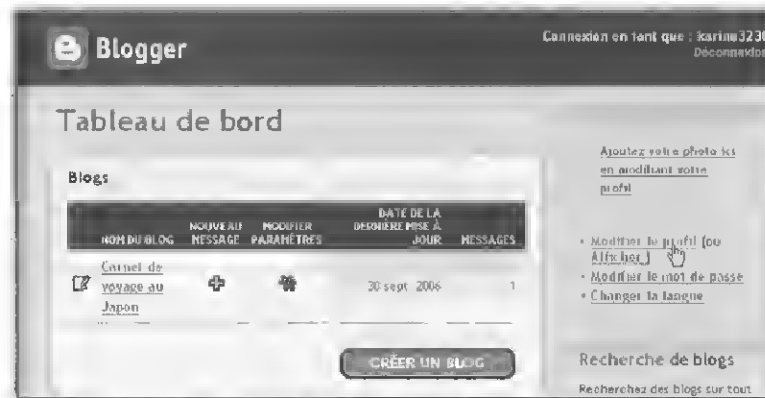 Blogger
Connexion en tant que : karinu3230
Déconnexion
Tableau de bord
Ajoutez votre photo ici
en modifiant votre
profil
Blogs
NOM DU BLOG
NOUVEAU
MESSAGE
MODIFIER
PARAMÈTRES
DATE DE LA
DERNIÈRE MISE À
JOUR
MESSAGES
Carnet de
voyage au
Japon
30 sept. 2006
1
CRÉER UN BLOG
• Modifier le profil (ou
Afficher)
• Modifier le mot de passe
• Changer la langue
Recherche de blogs
Recherchez des blogs sur tout